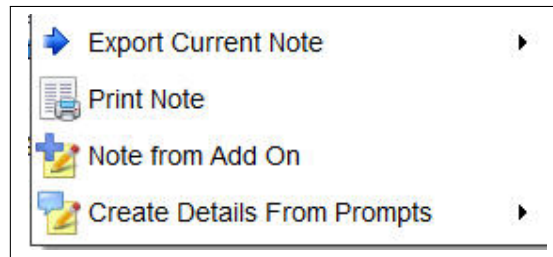 Export Current Note
Print Note
Note from Add On
Create Details From Prompts